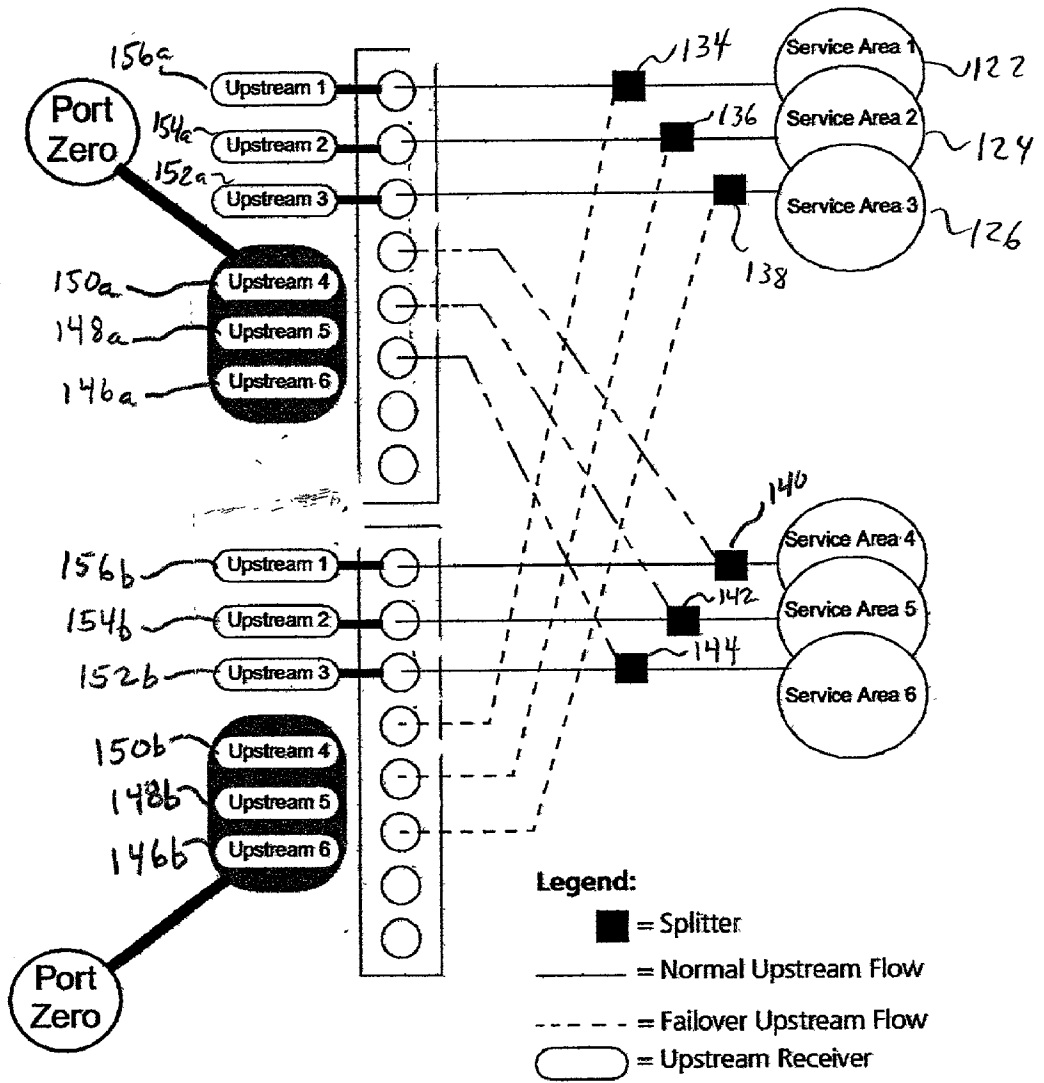 156a
Upstream 1
134
Service Area 1
122
Port
Zero
154a
Upstream 2
136
Service Area 2
124
152a
Upstream 3
138
Service Area 3
126
150a
Upstream 4
148a
Upstream 5
146a
Upstream 6
140
156b
Upstream 1
Service Area 4
154b
Upstream 2
142
Service Area 5
152b
Upstream 3
144
Service Area 6
150b
Upstream 4
148b
Upstream 5
146b
Upstream 6
Port
Zero
Legend:
= Splitter
= Normal Upstream Flow
= Failover Upstream Flow
= Upstream Receiver